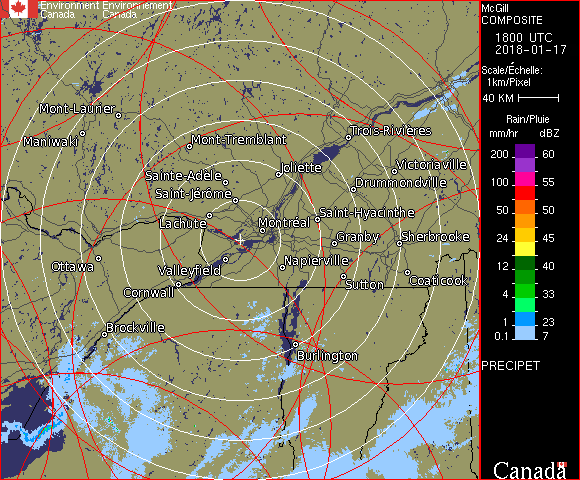 Environment Environnement
Canada Canada
McGill
COMPOSITE
1800 UTC
2018-01-17
Scale/Échelle:
1km/Pixel
40 KM
Rain/Pluie
mm/hr dBZ
200 60
100 55
50 50
24 45
12 40
4 33
1 23
0.1 7
PRECIPET
Canada
Mont-Laurier
Maniwaki
Mont-Tremblant
Trois-Rivières
Sainte-Adèle
Joliette
Victoriaville
Saint-Jérôme
Drummondville
Lachute
Montréal
Saint-Hyacinthe
Granby
Sherbrooke
Ottawa
Valleyfield
Napierville
Cornwall
Sutton
Coaticook
Brockville
Burlington